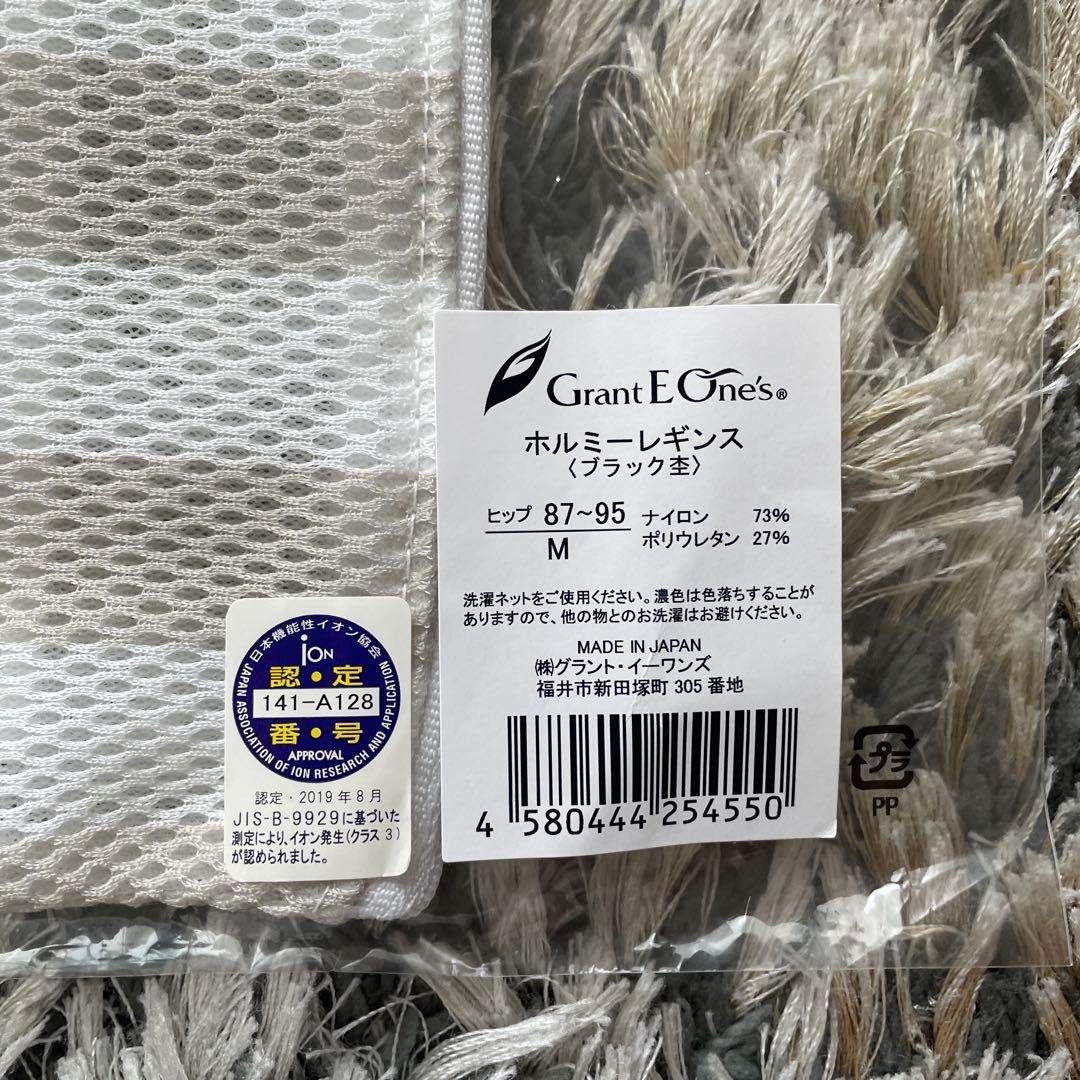 Grant E One's®
ホルミーレギンス
〈ブラック杢〉
ヒップ 87~95
M
ナイロン 73%
ポリウレタン 27%
洗濯ネットをご使用ください。濃色は色落ちすることが
ありますので、他の物とのお洗濯はお避けください。
MADE IN JAPAN
㈱グラント・イーワンズ
福井市新田塚町 305 番地
4 580444 254550
プラ
PP
日本機能性イオン協会
iON
認・定
141-A128
番・号
APPROVAL
JAPAN ASSOCIATION OF ION RESEARCH AND APPLICATION
認定・2019年8月
JIS-B-9929に基づいた
測定により、イオン発生(クラス 3)
が認められました。